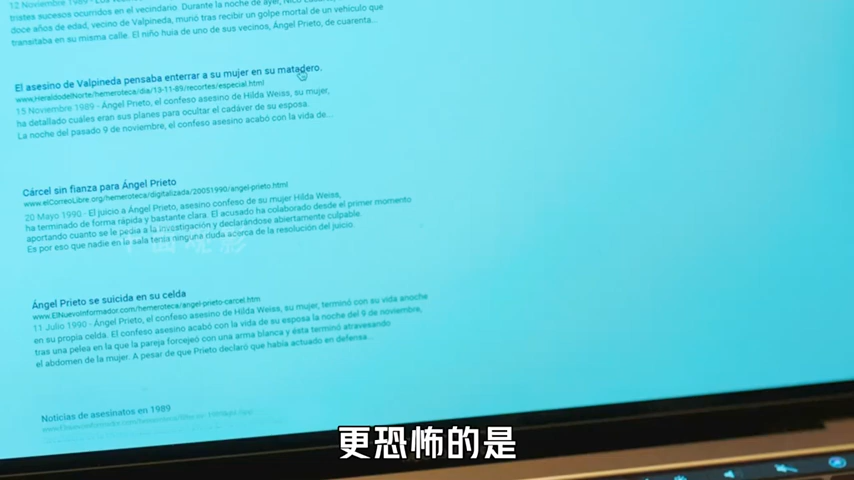 12 Noviembre 1989 - Los
tristes sucesos ocurridos en el vecindario. Durante la noche de ayer, Nico
doce años de edad, vecino de Valpineda, murió tras recibir un golpe mortal de un vehículo que
transitaba en su misma calle. El niño huía de uno de sus vecinos, Ángel Prieto, de cuarenta...
El asesino de Valpineda pensaba enterrar a su mujer en su matadero.
www.HeraldodelNorte/hemeroteca/dia/13-11-89/recortes/especial.html
15 Noviembre 1989 - Ángel Prieto, el confeso asesino de Hilda Weiss, su mujer,
ha detallado cuáles eran sus planes para ocultar el cadáver de su esposa.
La noche del pasado 9 de noviembre, el confeso asesino acabó con la vida de...
Cárcel sin fianza para Ángel Prieto
www.elCorreoLibre.org/hemeroteca/digitalizada/20051990/angel-prieto.html
20 Mayo 1990 - El juicio a Ángel Prieto, asesino confeso de su mujer Hilda Weiss,
ha terminado de forma rápida y bastante clara. El acusado ha colaborado desde el primer momento
aportando cuanto se le pedía a la investigación y declarándose abiertamente culpable.
Es por eso que nadie en la sala tenía ninguna duda acerca de la resolución del juicio.
Ángel Prieto se suicida en su celda
www.ElNuevoInformador.com/hemeroteca/angel-prieto-carcel.htm
11 Julio 1990 - Ángel Prieto, el confeso asesino de Hilda Weiss, su mujer, terminó con su vida anoche
en su propia celda. El confeso asesino acabó con la vida de su esposa la noche del 9 de noviembre,
tras una pelea en la que la pareja forcejeó con una arma blanca y ésta terminó atravesando
el abdomen de la mujer. A pesar de que Prieto declaró que había actuado en defensa...
Noticias de asesinatos en 1989
更恐怖的是